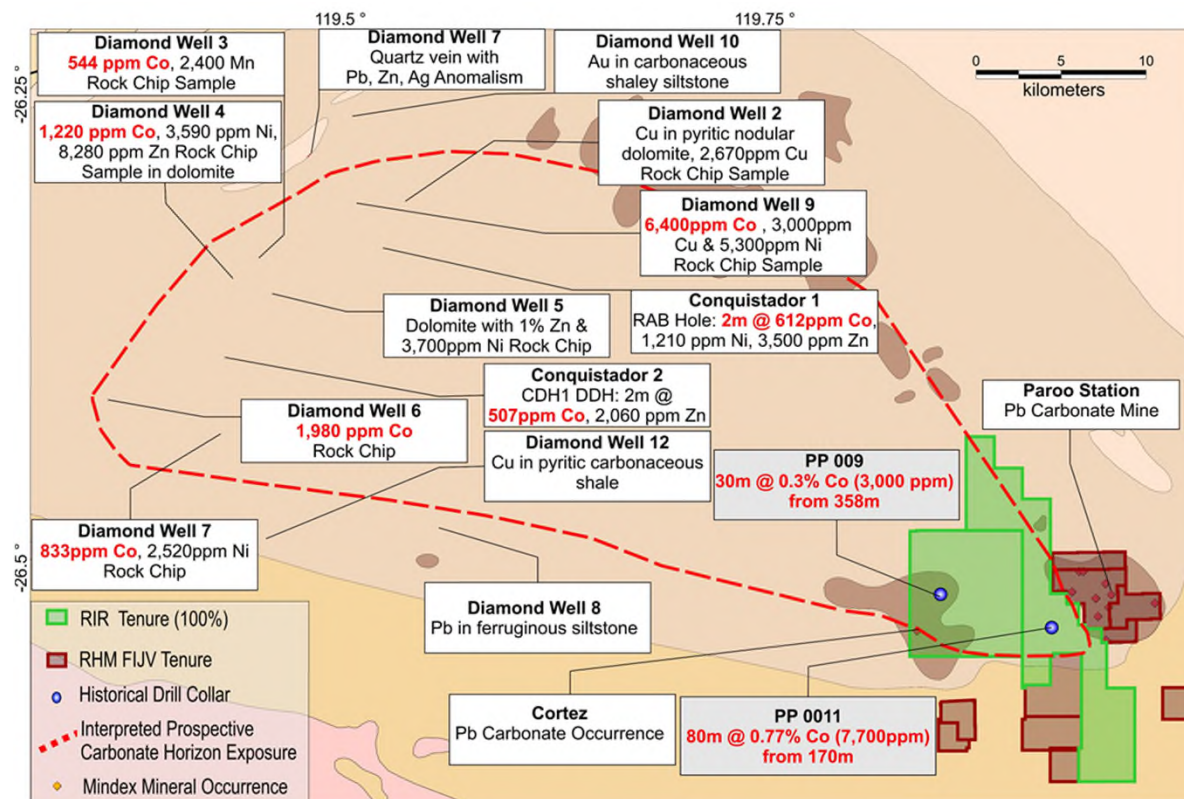 119.5 °
119.75 °
-26.25 °
-26.5 °
0 5 10
kilometers
Diamond Well 3
544 ppm Co, 2,400 Mn
Rock Chip Sample
Diamond Well 7
Quartz vein with
Pb, Zn, Ag Anomalism
Diamond Well 10
Au in carbonaceous
shaley siltstone
Diamond Well 4
1,220 ppm Co, 3,590 ppm Ni,
8,280 ppm Zn Rock Chip
Sample in dolomite
Diamond Well 2
Cu in pyritic nodular
dolomite, 2,670ppm Cu
Rock Chip Sample
Diamond Well 9
6,400ppm Co , 3,000ppm
Cu & 5,300ppm Ni
Rock Chip Sample
Diamond Well 5
Dolomite with 1% Zn &
3,700ppm Ni Rock Chip
Conquistador 1
RAB Hole: 2m @ 612ppm Co,
1,210 ppm Ni, 3,500 ppm Zn
Conquistador 2
CDH1 DDH: 2m @
507ppm Co, 2,060 ppm Zn
Paroo Station
Pb Carbonate Mine
Diamond Well 6
1,980 ppm Co
Rock Chip
Diamond Well 12
Cu in pyritic carbonaceous
shale
PP 009
30m @ 0.3% Co (3,000 ppm)
from 358m
Diamond Well 7
833ppm Co, 2,520ppm Ni
Rock Chip
Diamond Well 8
Pb in ferruginous siltstone
Cortez
Pb Carbonate Occurrence
PP 0011
80m @ 0.77% Co (7,700ppm)
from 170m
RIR Tenure (100%)
RHM FIJV Tenure
Historical Drill Collar
Interpreted Prospective
Carbonate Horizon Exposure
Mindex Mineral Occurrence